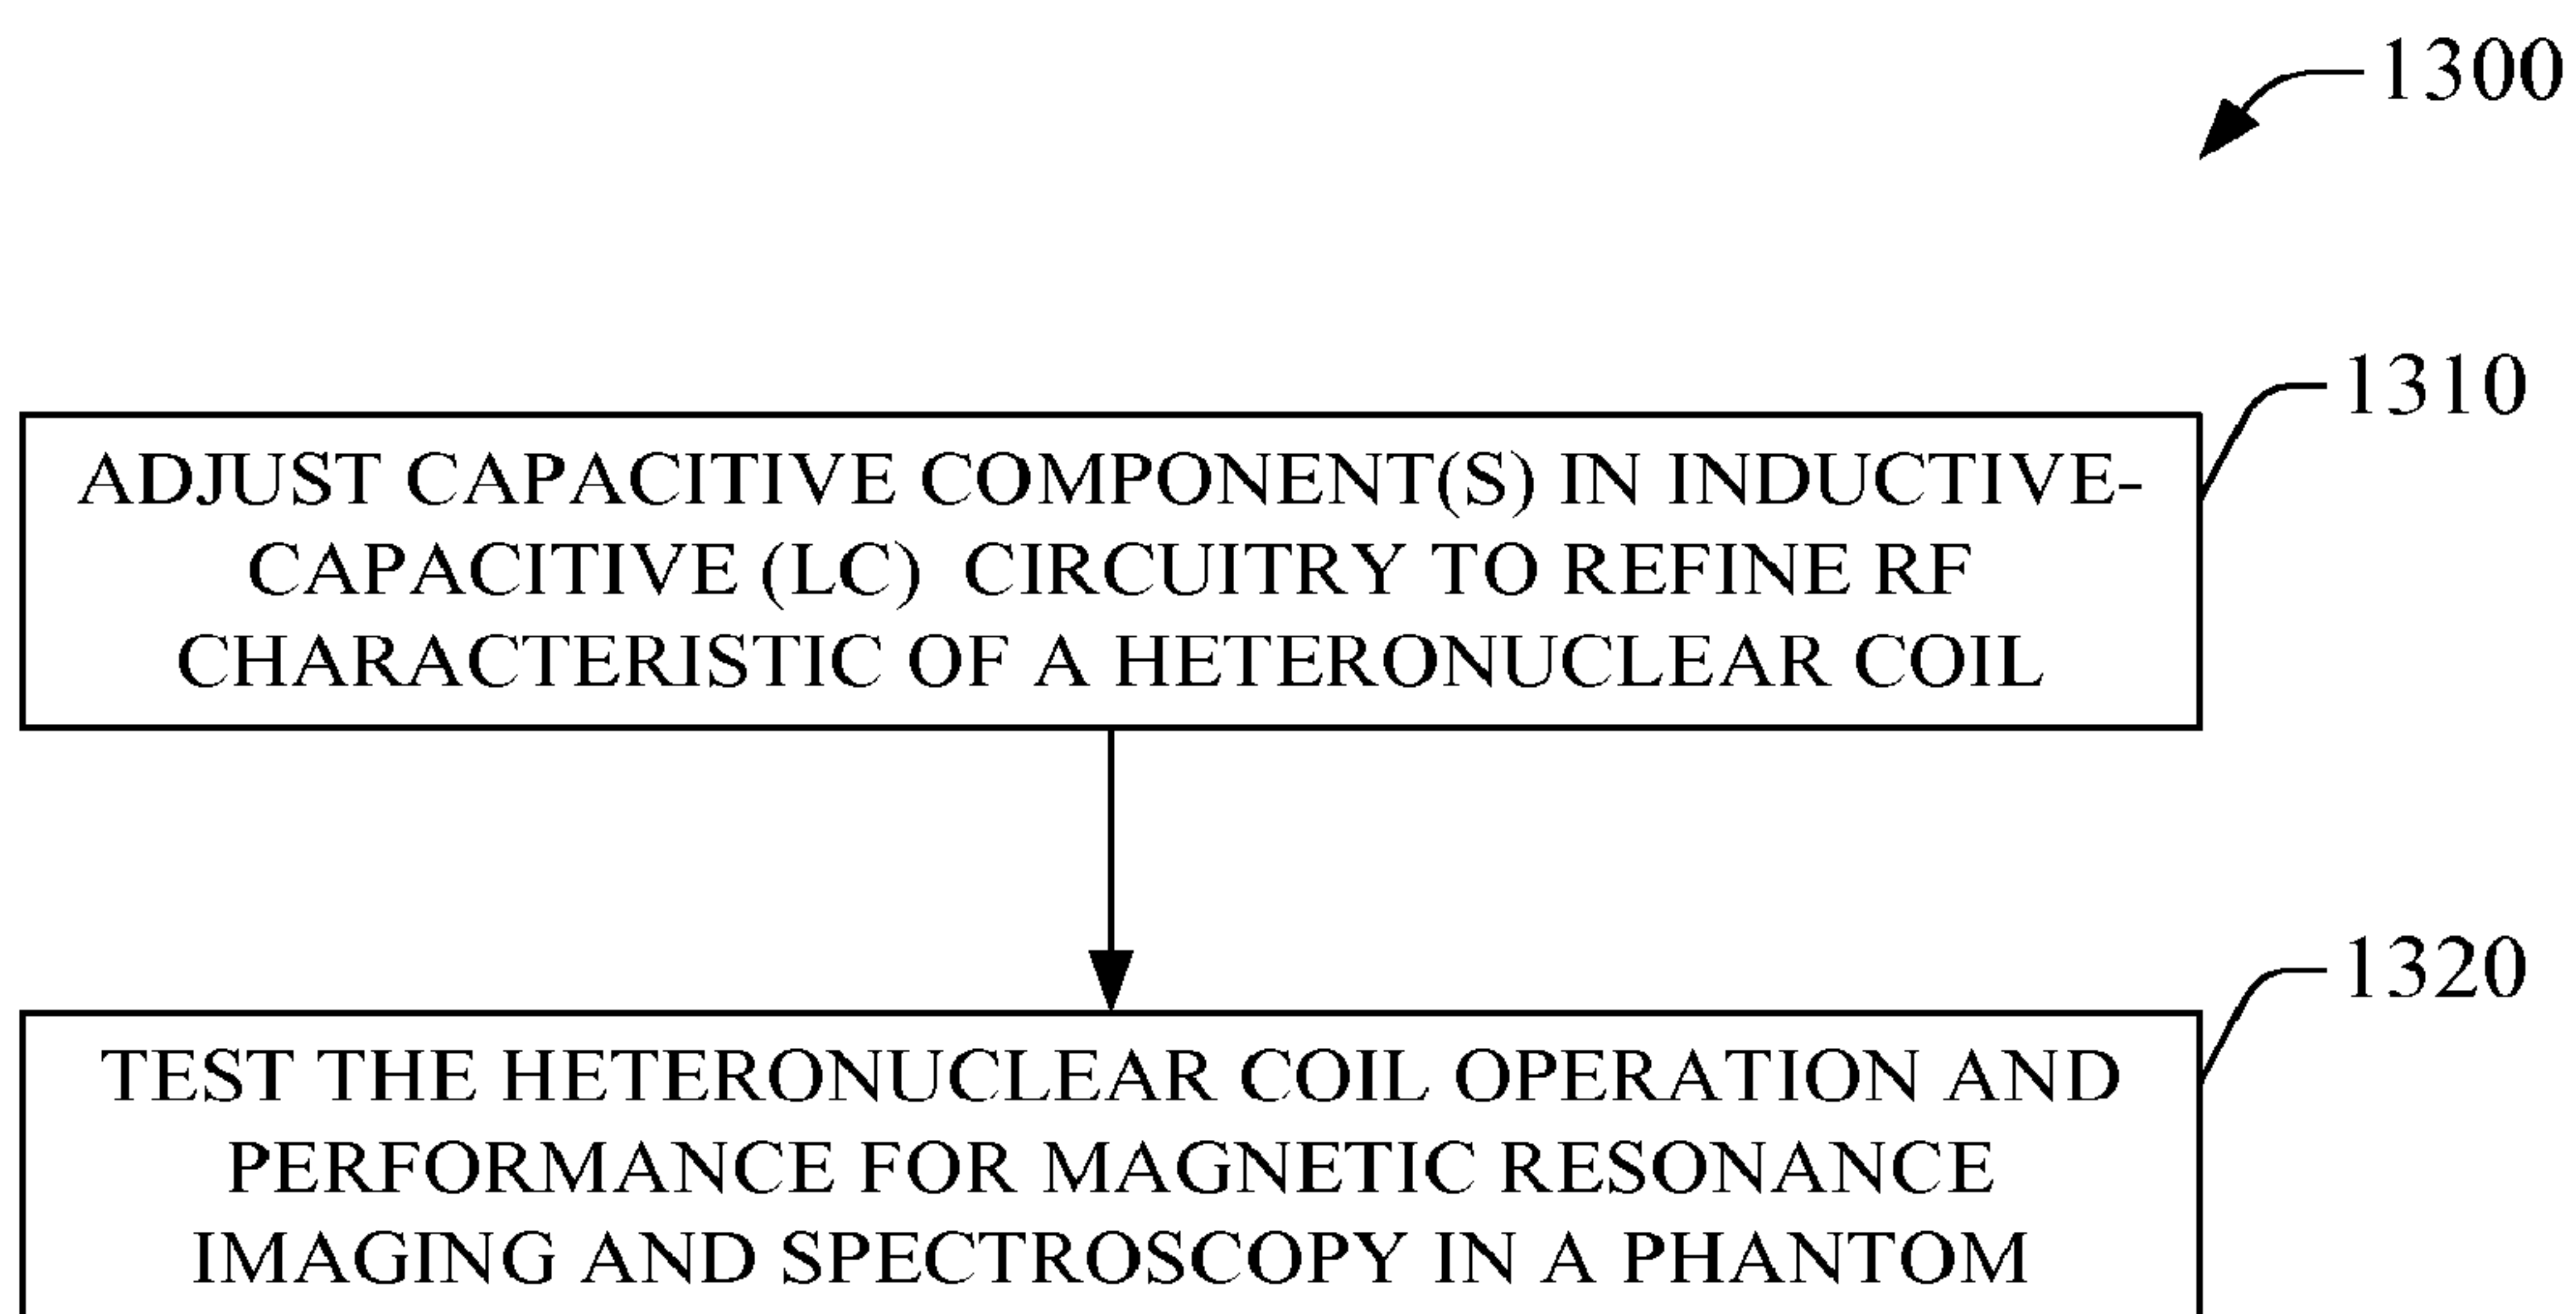 1300
1310
ADJUST CAPACITIVE COMPONENT(S) IN INDUCTIVE-
CAPACITIVE (LC) CIRCUITRY TO REFINE RF
CHARACTERISTIC OF A HETERONUCLEAR COIL
1320
TEST THE HETERONUCLEAR COIL OPERATION AND
PERFORMANCE FOR MAGNETIC RESONANCE
IMAGING AND SPECTROSCOPY IN A PHANTOM